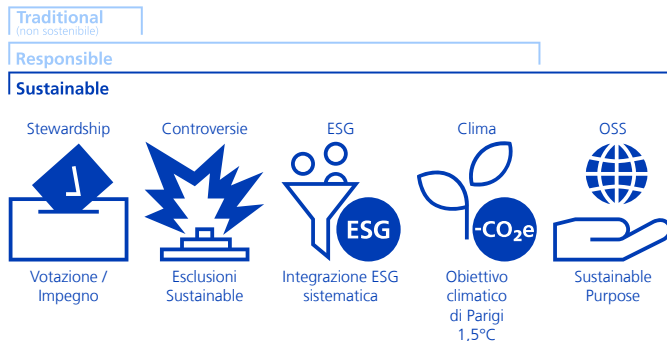 Traditional
(non sostenibile)
Responsible
Sustainable
Stewardship
Controversie
ESG
Clima
OSS
ESG
-CO₂e
Votazione /
Impegno
Esclusioni
Sustainable
Integrazione ESG
sistematica
Obiettivo
climatico
di Parigi
1,5°C
Sustainable
Purpose